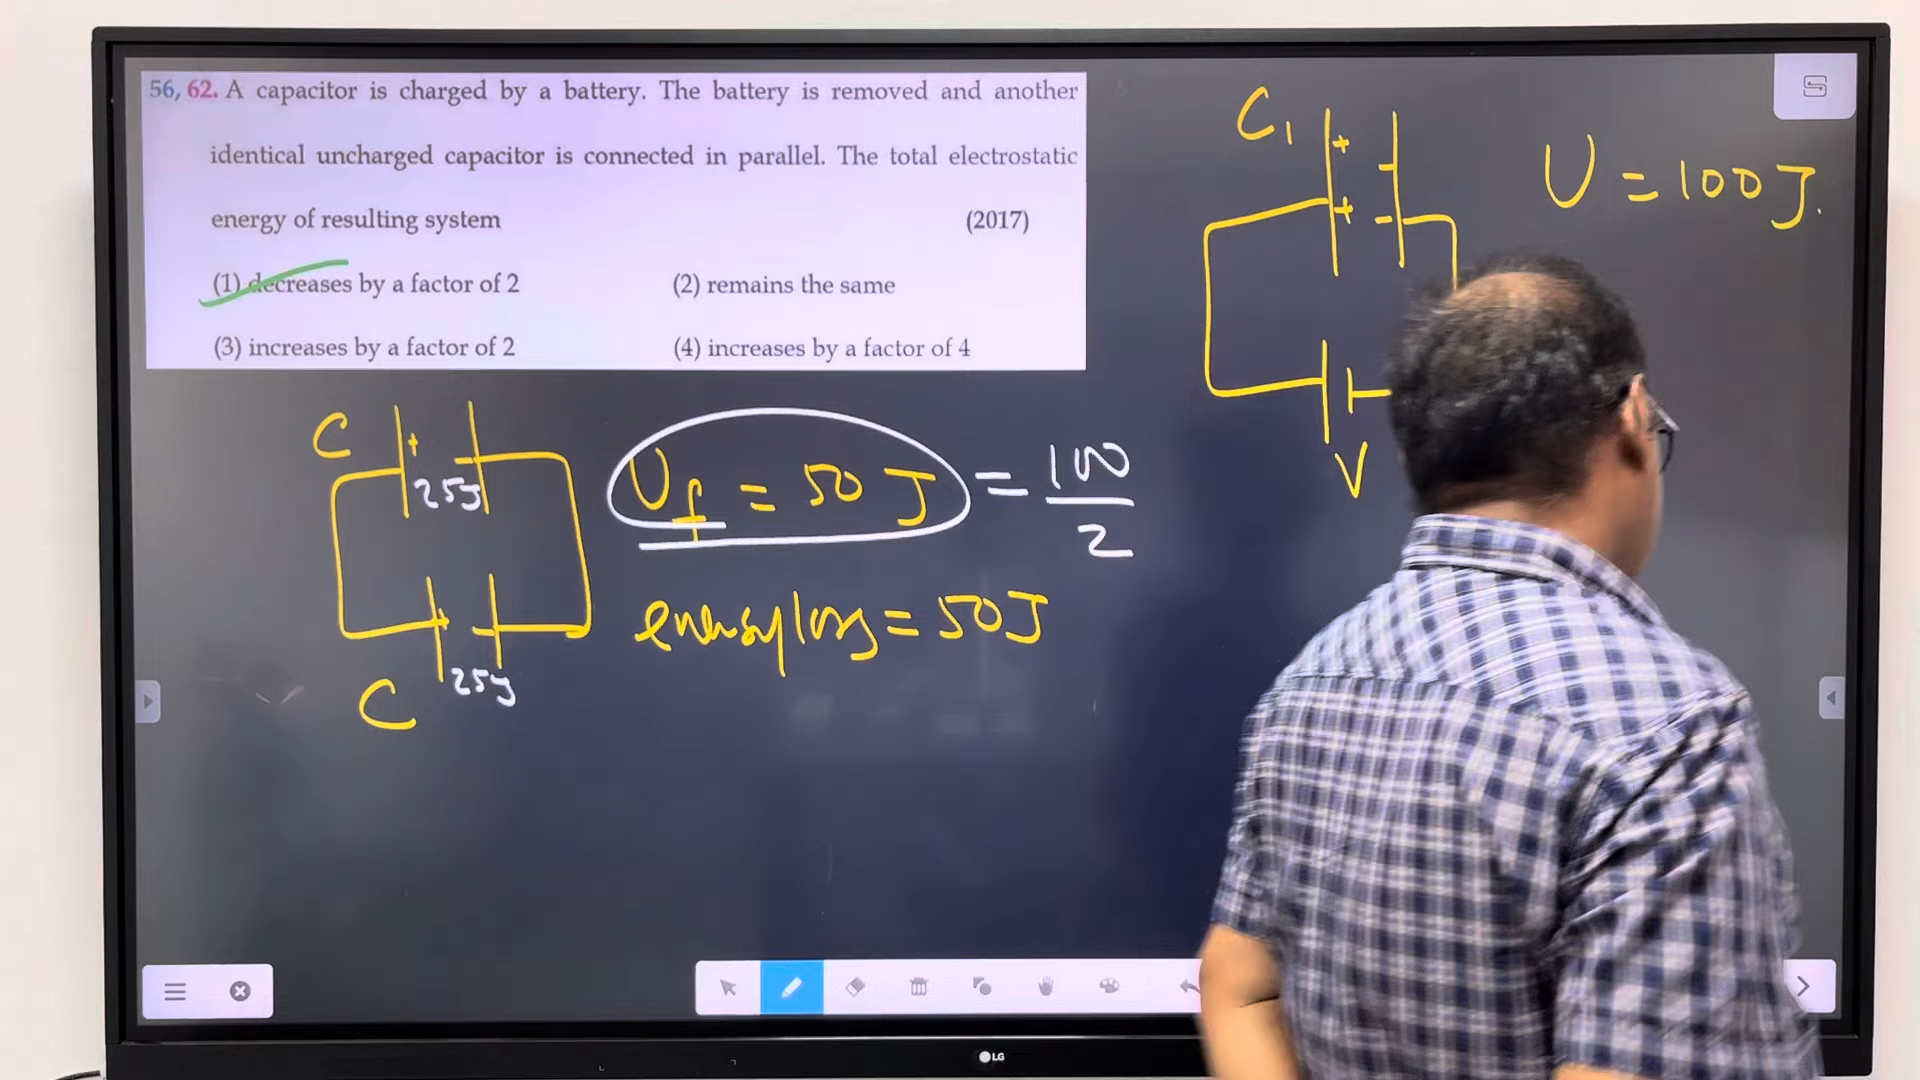 56, 62. A capacitor is charged by a battery. The battery is removed and another
identical uncharged capacitor is connected in parallel. The total electrostatic
energy of resulting system (2017)
(1) decreases by a factor of 2 (2) remains the same
(3) increases by a factor of 2 (4) increases by a factor of 4
C1
+ -
+ -
U = 100 J.
V
C
+ -
25J
Uf = 50 J = 100/2
energy loss = 50 J
+ -
25J
C
LG